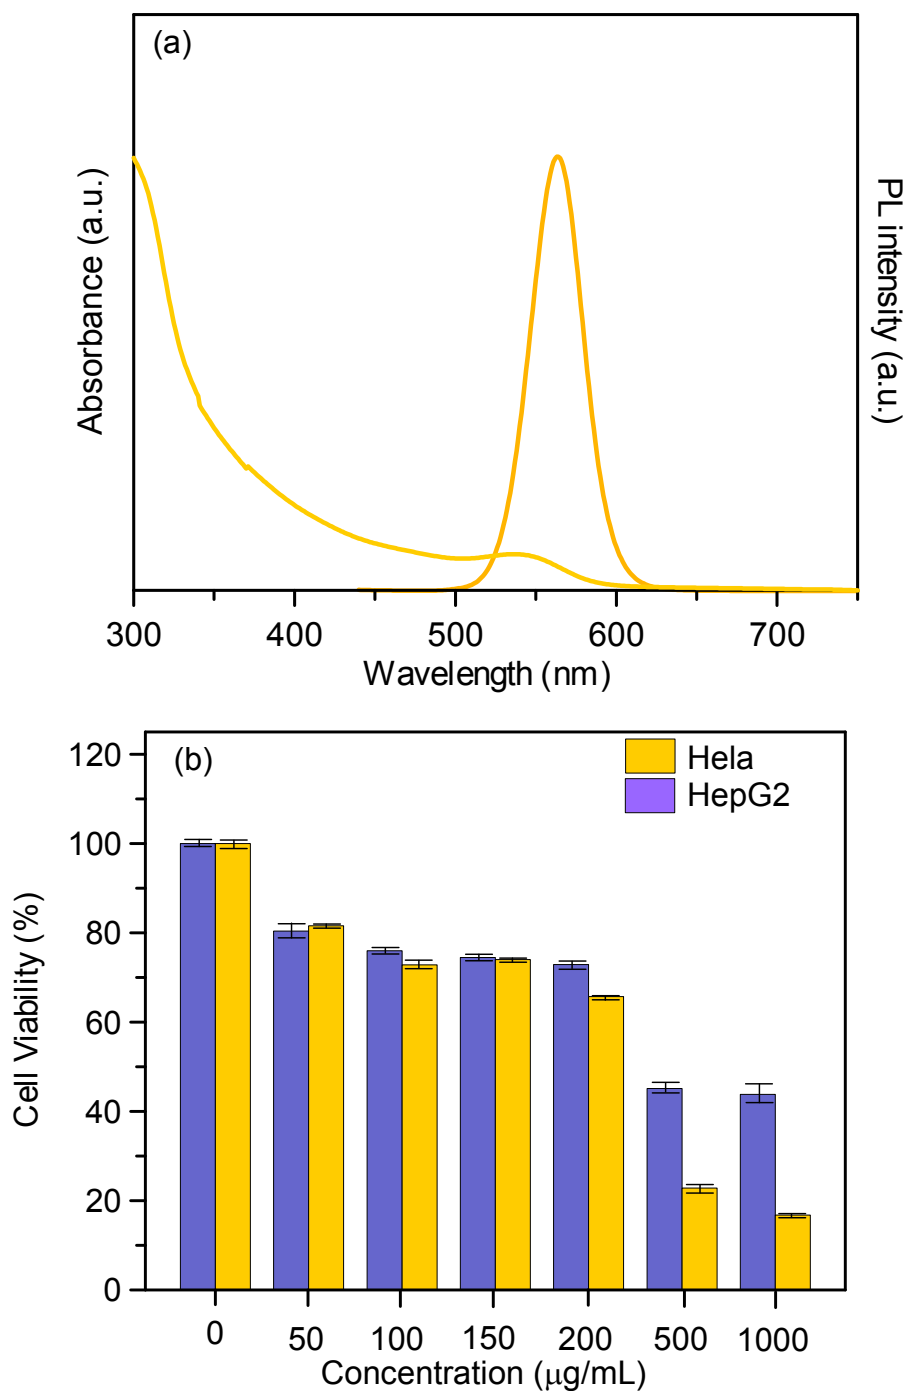 (a)
Absorbance (a.u.)
PL intensity (a.u.)
300 400 500 600 700
Wavelength (nm)
(b)
Hela
HepG2
120
100
80
60
40
20
0
Cell Viability (%)
0 50 100 150 200 500 1000
Concentration (μg/mL)